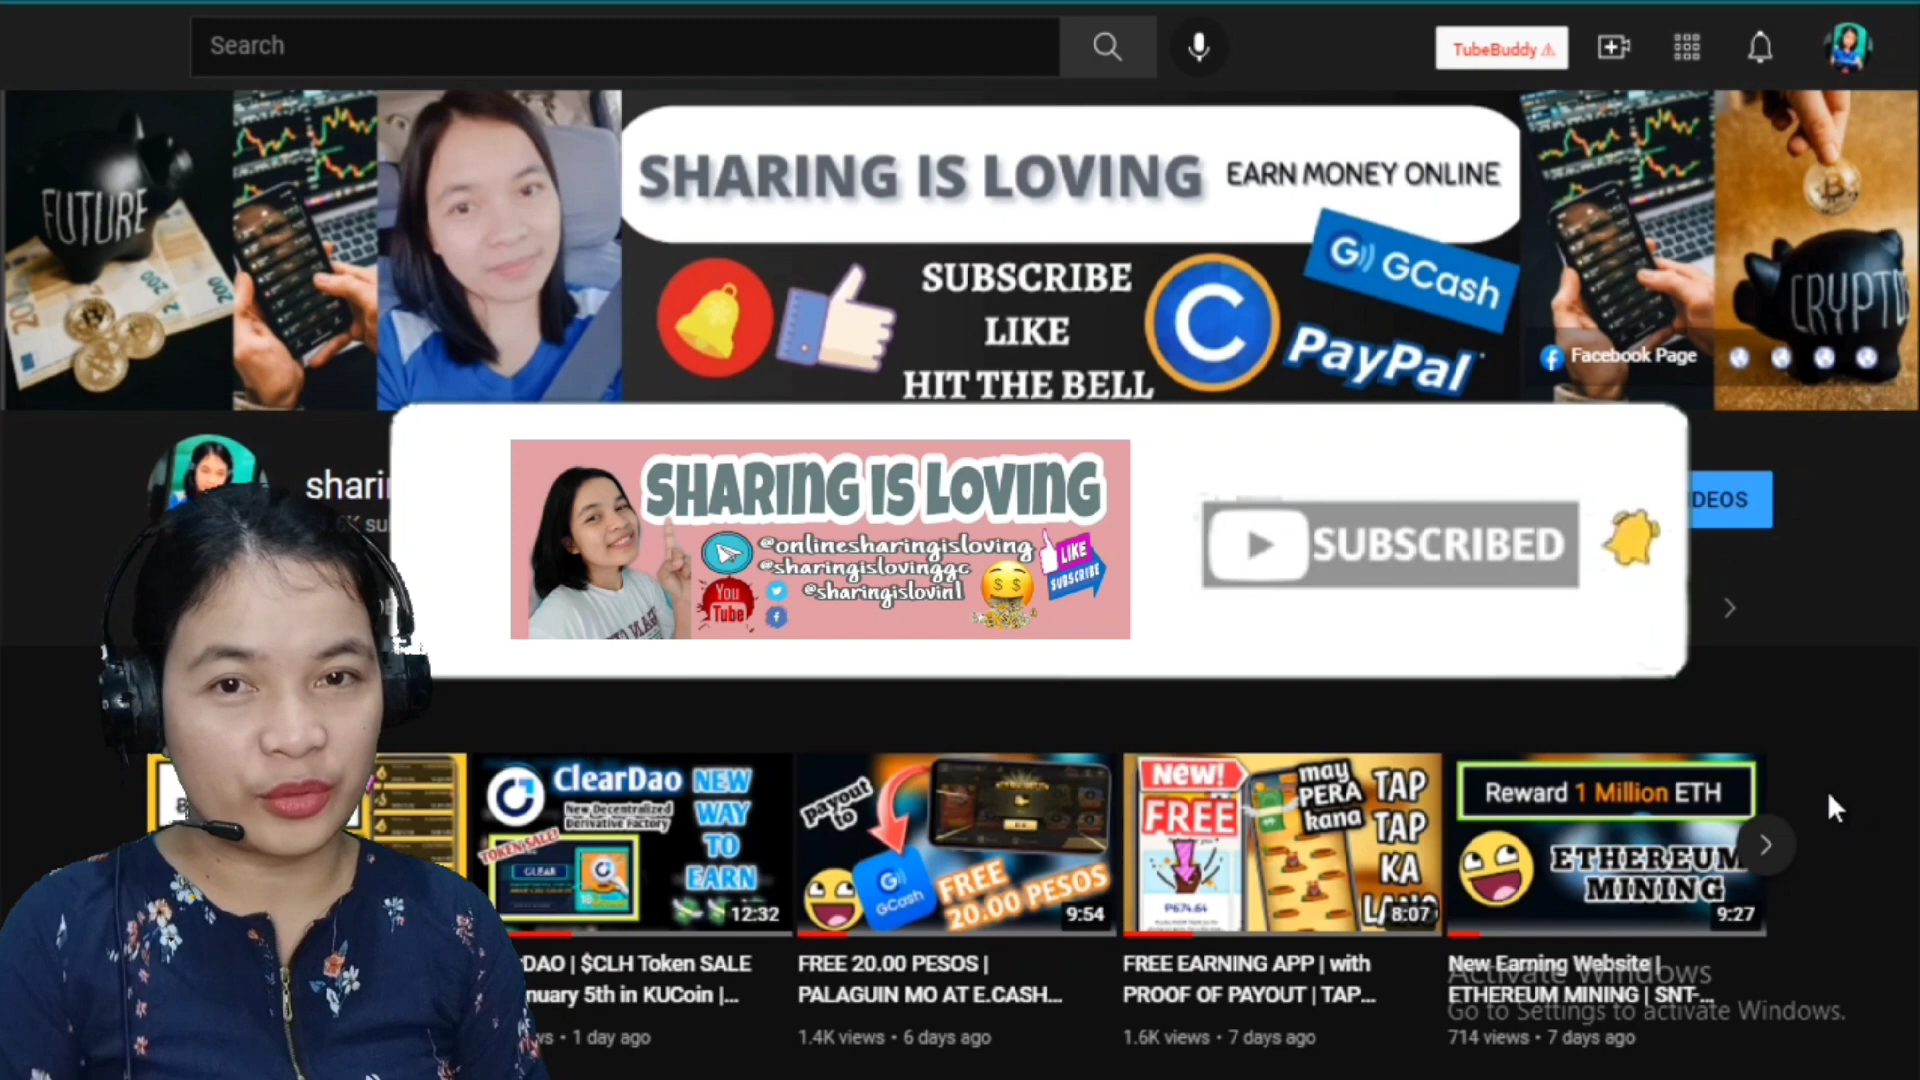 Search
TubeBuddy
FUTURE
SHARING IS LOVING
EARN MONEY ONLINE
GCash
SUBSCRIBE
LIKE
HIT THE BELL
PayPal
CRYPTO
Facebook Page
shari
K su
SHARING IS LOVING
@onlinesharingisloving
@sharingislovinggc
@sharingislovin1
You
Tube
LIKE
SUBSCRIBE
SUBSCRIBED
DEOS
ClearDao
New Decentralized
Derivative Factory
TOKEN SALE!
CLEAR
NEW
WAY
TO
EARN
12:32
payout
to
GCash
FREE
20.00 PESOS
9:54
New!
FREE
₱674.64
may
PERA
kana
TAP
TAP
KA
LANG
8:07
Reward 1 Million ETH
ETHEREUM
MINING
9:27
DAO | $CLH Token SALE
nuary 5th in KUCoin |...
ws • 1 day ago
FREE 20.00 PESOS |
PALAGUIN MO AT E.CASH...
1.4K views • 6 days ago
FREE EARNING APP | with
PROOF OF PAYOUT | TAP...
1.6K views • 7 days ago
New Earning Website |
ETHEREUM MINING | SNT-...
714 views • 7 days ago
Activate Windows
Go to Settings to activate Windows.